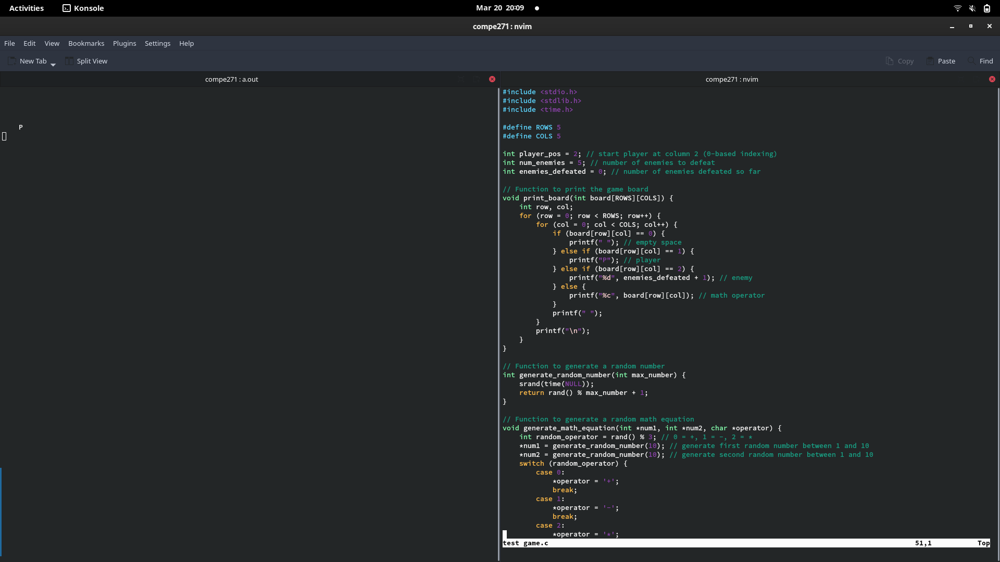 Activities Konsole Mar 20 20:09
compe271 : nvim
File Edit View Bookmarks Plugins Settings Help
New Tab Split View Copy Paste Find
compe271 : a.out
P
compe271 : nvim
#include <stdio.h>
#include <stdlib.h>
#include <time.h>

#define ROWS 5
#define COLS 5

int player_pos = 2; // start player at column 2 (0-based indexing)
int num_enemies = 5; // number of enemies to defeat
int enemies_defeated = 0; // number of enemies defeated so far

// Function to print the game board
void print_board(int board[ROWS][COLS]) {
    int row, col;
    for (row = 0; row < ROWS; row++) {
        for (col = 0; col < COLS; col++) {
            if (board[row][col] == 0) {
                printf(" "); // empty space
            } else if (board[row][col] == 1) {
                printf("P"); // player
            } else if (board[row][col] == 2) {
                printf("%d", enemies_defeated + 1); // enemy
            } else {
                printf("%c", board[row][col]); // math operator
            }
            printf(" ");
        }
        printf("\n");
    }
}

// Function to generate a random number
int generate_random_number(int max_number) {
    srand(time(NULL));
    return rand() % max_number + 1;
}

// Function to generate a random math equation
void generate_math_equation(int *num1, int *num2, char *operator) {
    int random_operator = rand() % 3; // 0 = +, 1 = -, 2 = *
    *num1 = generate_random_number(10); // generate first random number between 1 and 10
    *num2 = generate_random_number(10); // generate second random number between 1 and 10
    switch (random_operator) {
        case 0:
            *operator = '+';
            break;
        case 1:
            *operator = '-';
            break;
        case 2:
            *operator = '*';
test game.c 51,1 Top